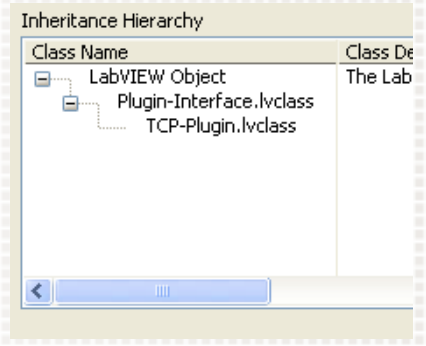 Inheritance Hierarchy
Class Name Class De
LabVIEW Object The Lab
Plugin-Interface.lvclass
TCP-Plugin.lvclass